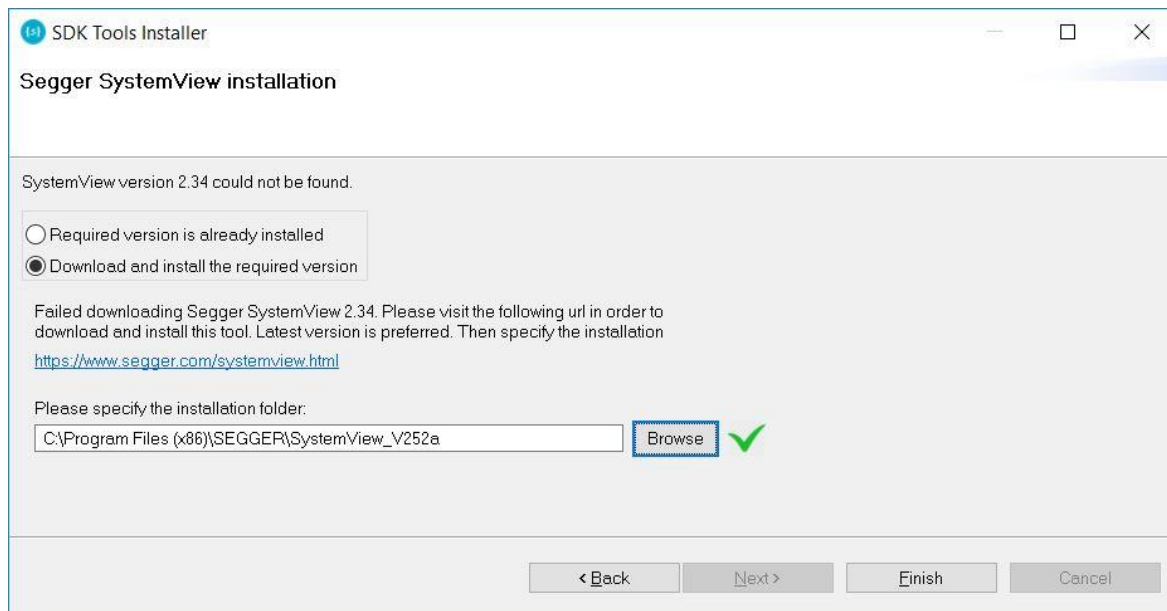 SDK Tools Installer
Segger SystemView installation
SystemView version 2.34 could not be found.
Required version is already installed
Download and install the required version
Failed downloading Segger SystemView 2.34. Please visit the following url in order to
download and install this tool. Latest version is preferred. Then specify the installation
https://www.segger.com/systemview.html
Please specify the installation folder:
C:\Program Files (x86)\SEGGER\SystemView_V252a
Browse
< Back
Next >
Finish
Cancel